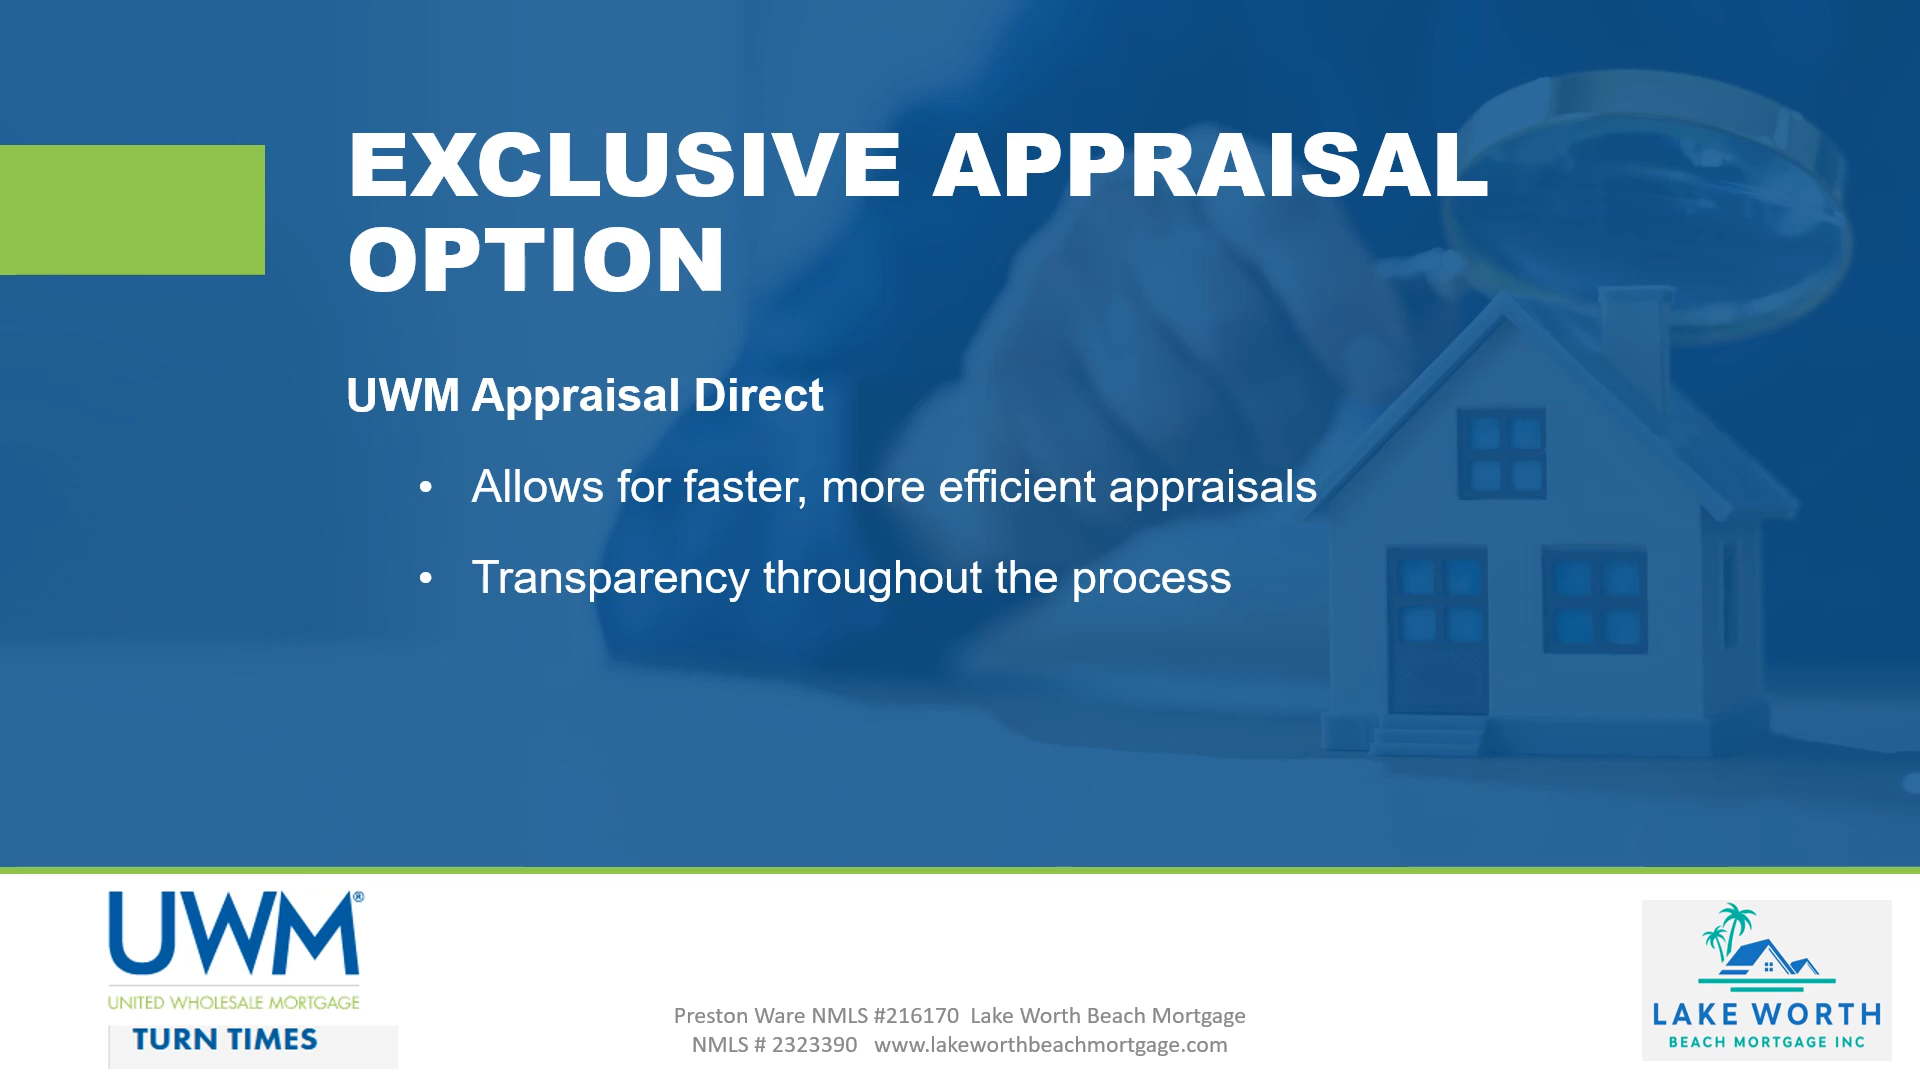 EXCLUSIVE APPRAISAL
OPTION
UWM Appraisal Direct
• Allows for faster, more efficient appraisals
• Transparency throughout the process
UWM®
UNITED WHOLESALE MORTGAGE
TURN TIMES
Preston Ware NMLS #216170 Lake Worth Beach Mortgage
NMLS # 2323390 www.lakeworthbeachmortgage.com
LAKE WORTH
BEACH MORTGAGE INC